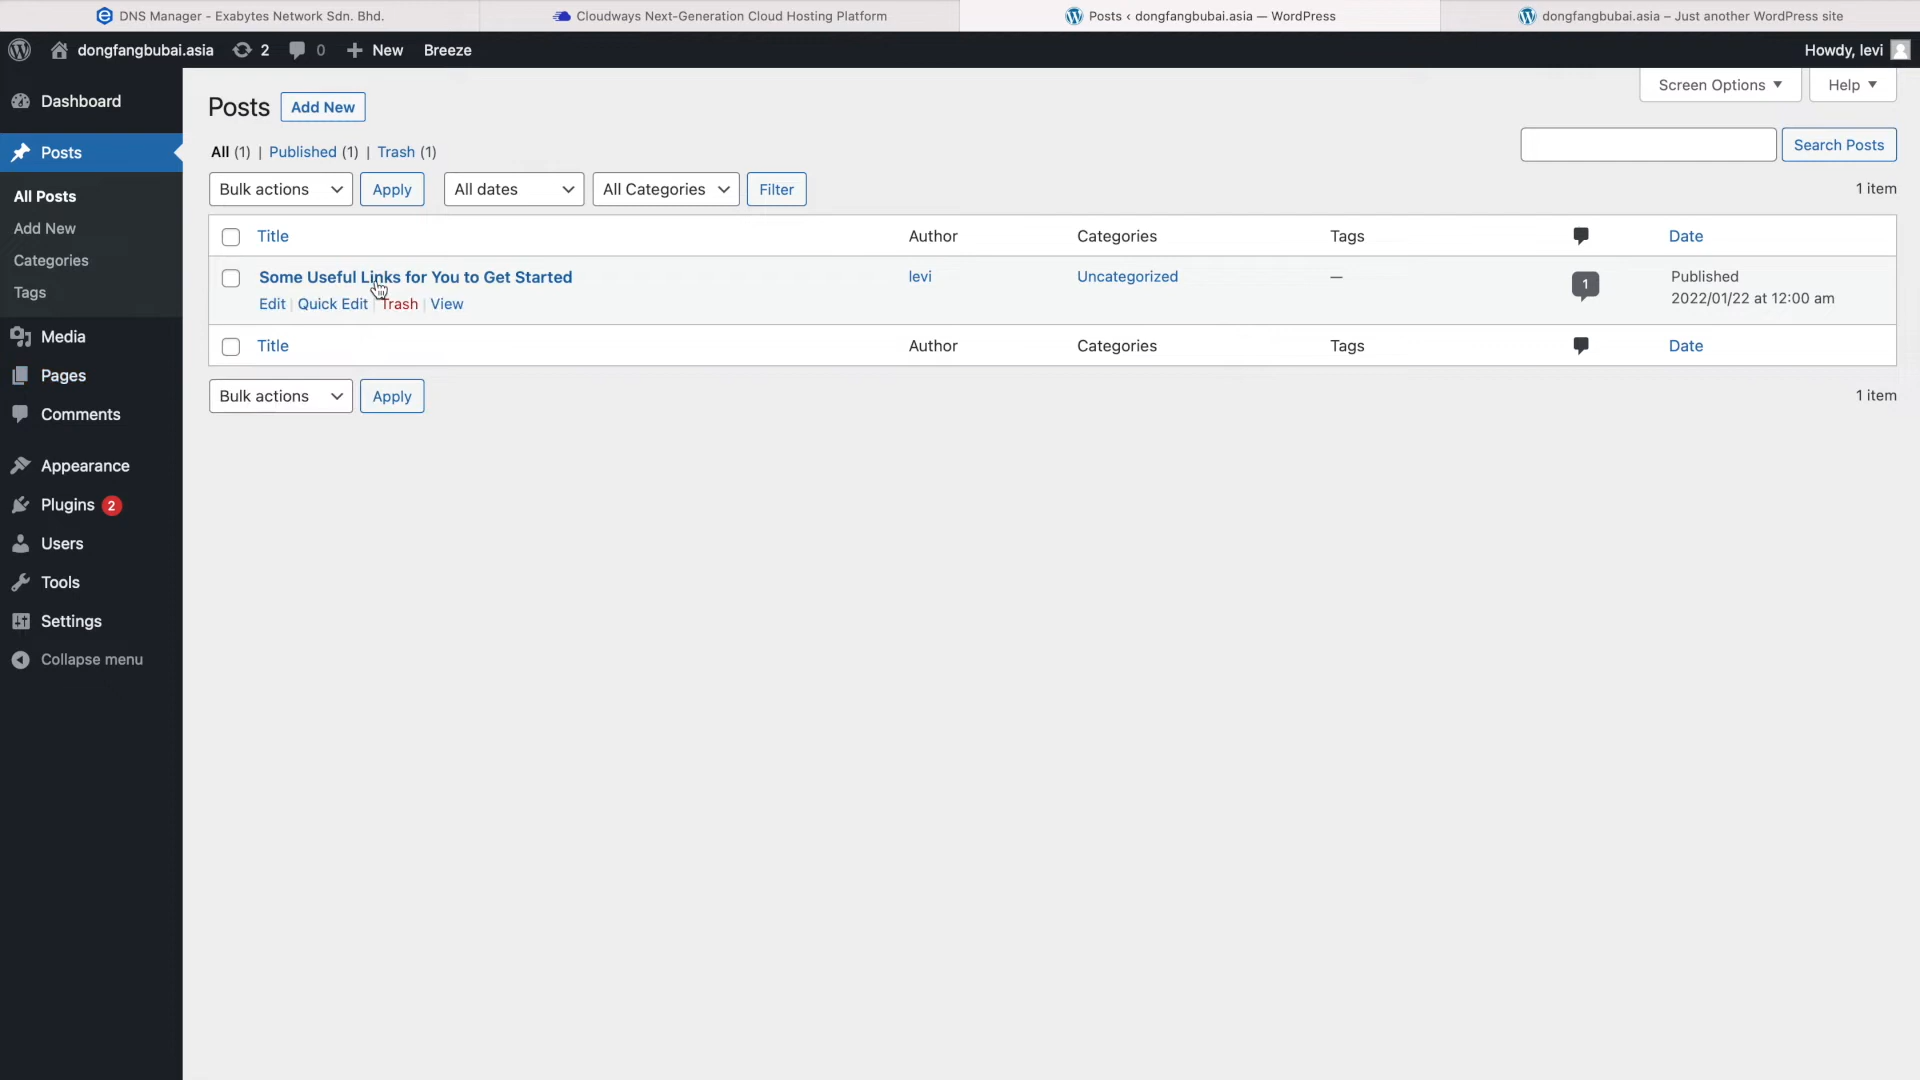 DNS Manager - Exabytes Network Sdn. Bhd.
Cloudways Next-Generation Cloud Hosting Platform
Posts ‹ dongfangbubai.asia — WordPress
dongfangbubai.asia – Just another WordPress site
dongfangbubai.asia 2 0 + New Breeze Howdy, levi
Screen Options ▼ Help ▼
Dashboard
Posts
All Posts
Add New
Categories
Tags
Media
Pages
Comments
Appearance
Plugins 2
Users
Tools
Settings
Collapse menu
Posts Add New
All (1) | Published (1) | Trash (1)
Search Posts
Bulk actions Apply All dates All Categories Filter 1 item
Title Author Categories Tags Date
Some Useful Links for You to Get Started levi Uncategorized — 1 Published
2022/01/22 at 12:00 am
Edit | Quick Edit | Trash | View
Title Author Categories Tags Date
Bulk actions Apply 1 item